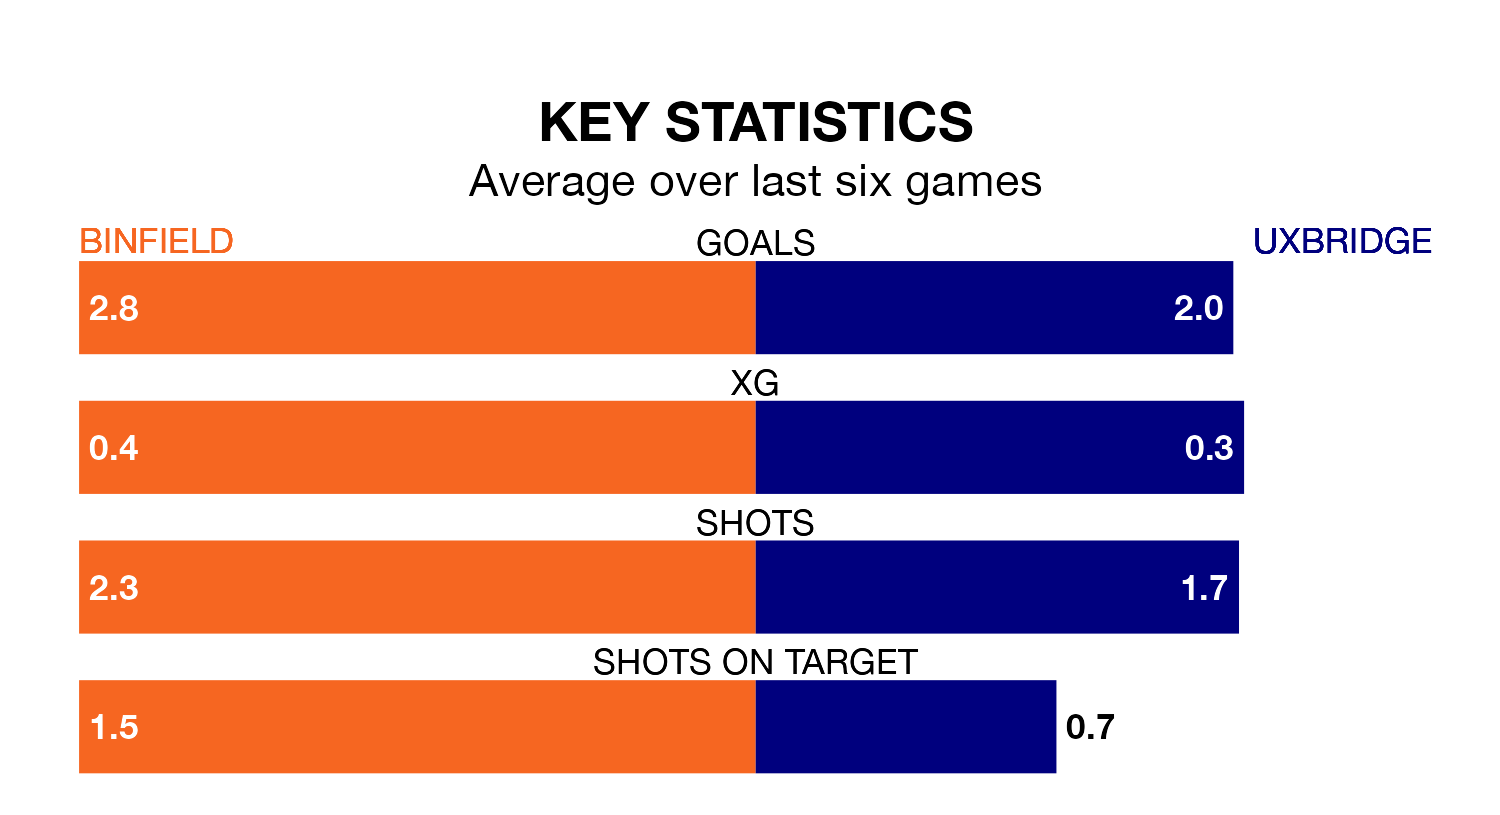 KEY STATISTICS
Average over last six games
BINFIELD GOALS UXBRIDGE
2.8 2.0
XG
0.4 0.3
SHOTS
2.3 1.7
SHOTS ON TARGET
1.5 0.7